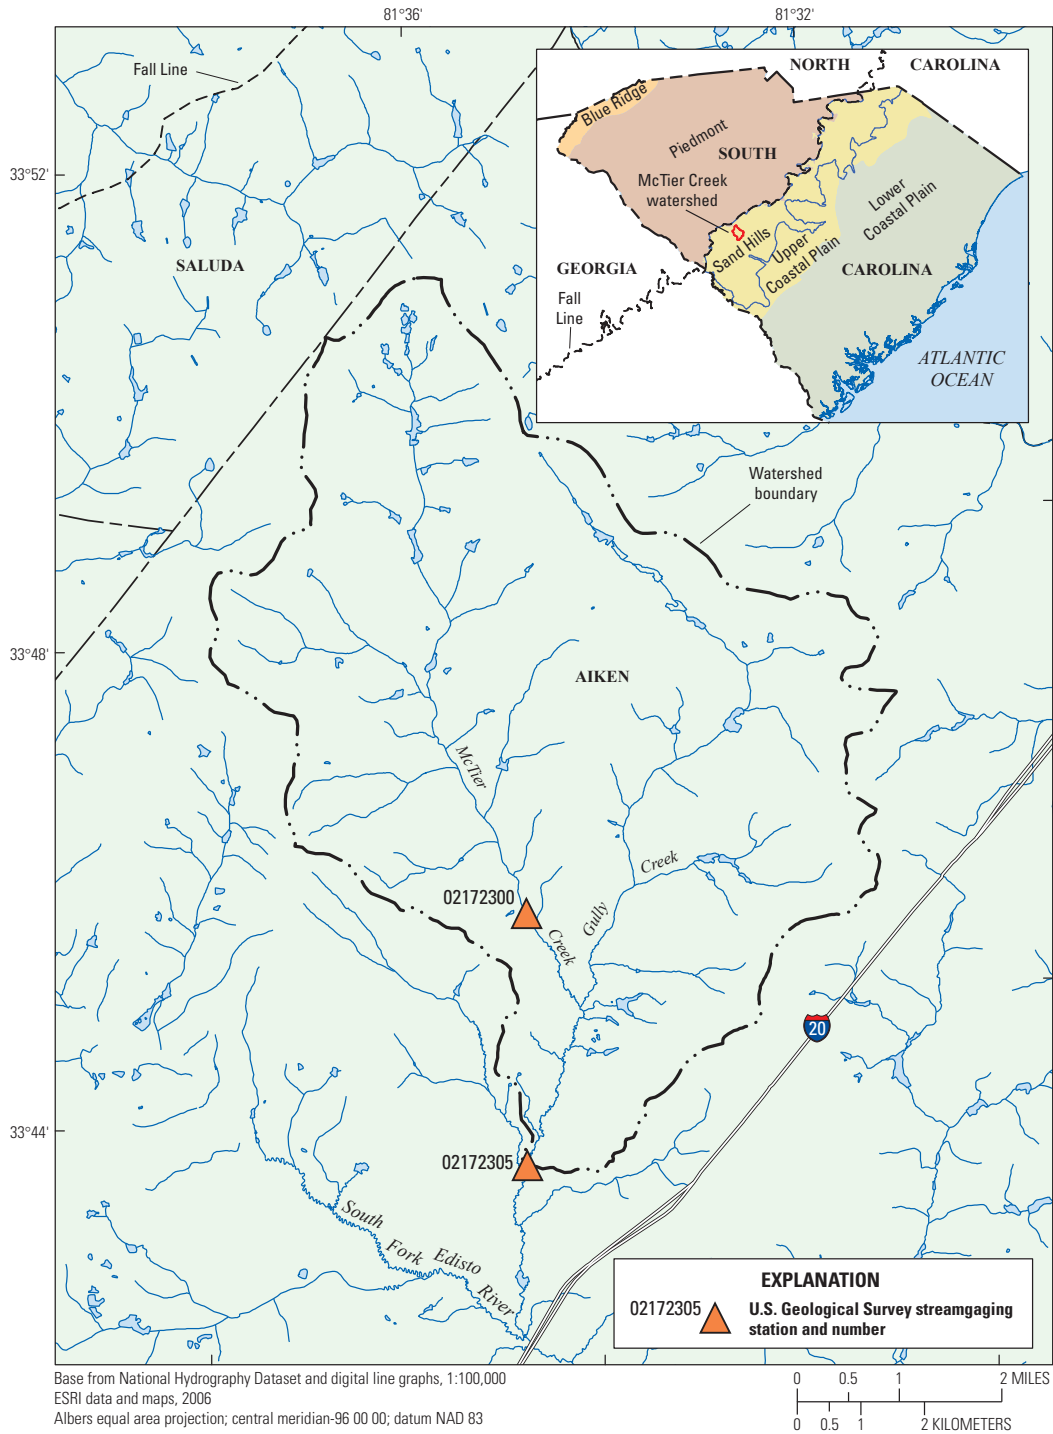 81°36'
81°32'
Fall Line
33°52'
SALUDA
NORTH CAROLINA
Blue Ridge
Piedmont
SOUTH
McTier Creek
watershed
Lower
Coastal Plain
Sand Hills
Upper
Coastal Plain
GEORGIA
CAROLINA
Fall
Line
ATLANTIC
OCEAN
Watershed
boundary
33°48'
AIKEN
McTier
Creek
02172300
Gully
Creek
20
33°44'
02172305
South
Fork Edisto
River
EXPLANATION
02172305
U.S. Geological Survey streamgaging
station and number
Base from National Hydrography Dataset and digital line graphs, 1:100,000
ESRI data and maps, 2006
Albers equal area projection; central meridian-96 00 00; datum NAD 83
0 0.5 1 2 MILES
0 0.5 1 2 KILOMETERS